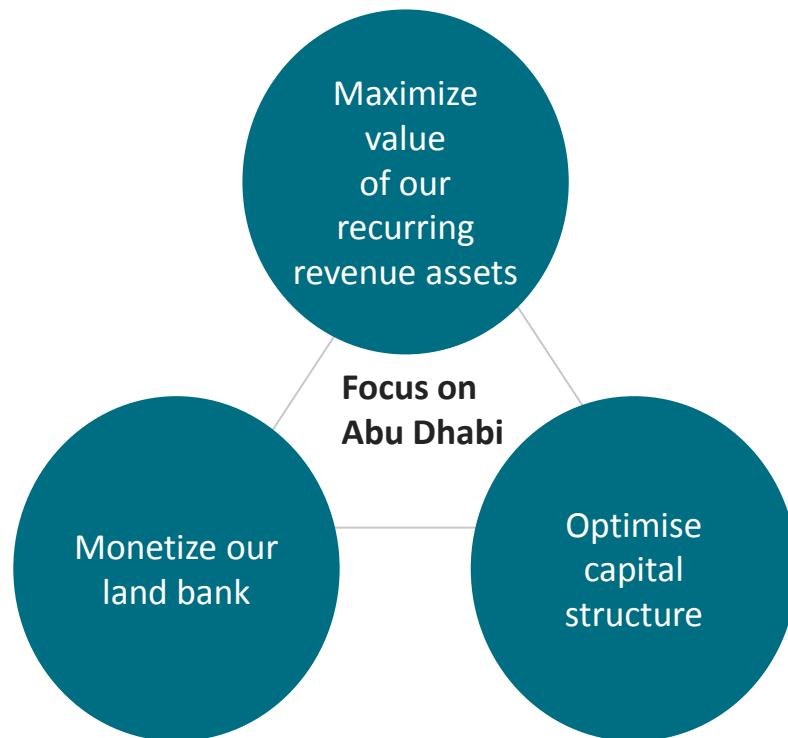 Maximize
value
of our
recurring
revenue assets
Focus on
Abu Dhabi
Monetize our
land bank
Optimise
capital
structure